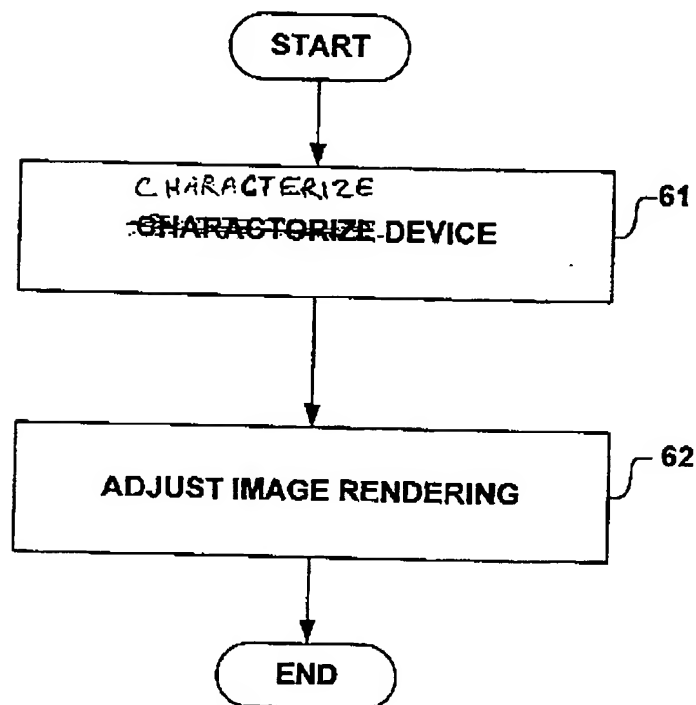 START
CHARACTERIZE
CHARACTORIZE DEVICE
61
ADJUST IMAGE RENDERING
62
END